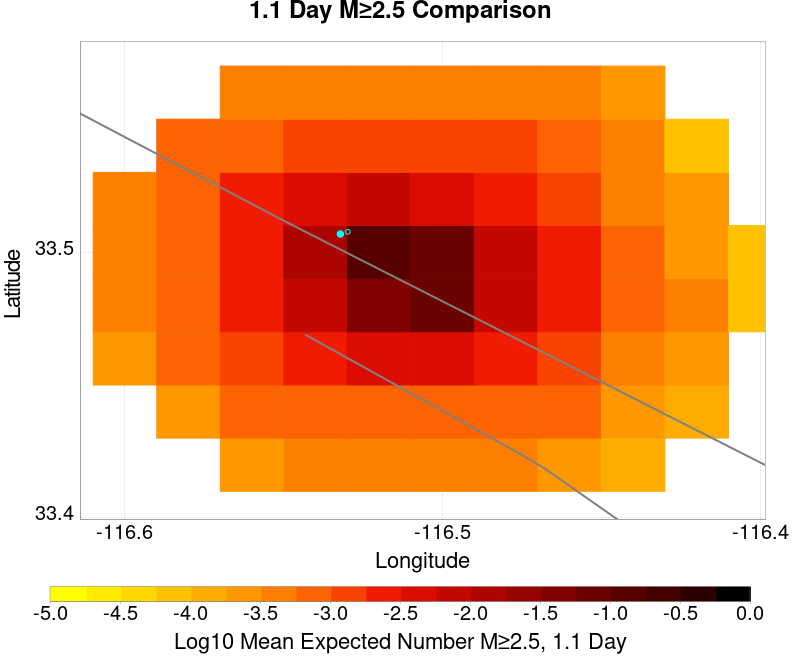 1.1 Day M≥2.5 Comparison
Latitude
33.5
33.4
-116.6 -116.5 -116.4
Longitude
-5.0 -4.5 -4.0 -3.5 -3.0 -2.5 -2.0 -1.5 -1.0 -0.5 0.0
Log10 Mean Expected Number M≥2.5, 1.1 Day